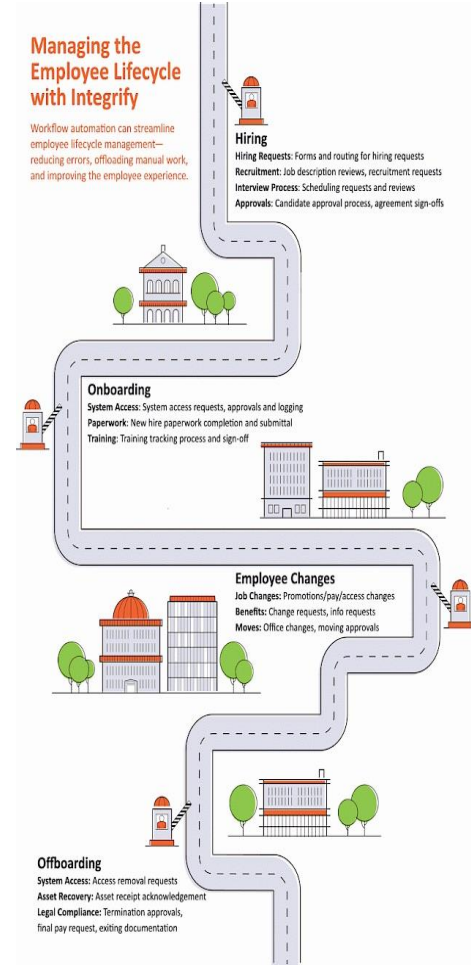 Managing the
Employee Lifecycle
with Integrify
Workflow automation can streamline
employee lifecycle management—
reducing errors, offloading manual work,
and improving the employee experience.
Hiring
Hiring Requests: Forms and routing for hiring requests
Recruitment: Job description reviews, recruitment requests
Interview Process: Scheduling requests and reviews
Approvals: Candidate approval process, agreement sign-offs
Onboarding
System Access: System access requests, approvals and logging
Paperwork: New hire paperwork completion and submittal
Training: Training tracking process and sign-off
Employee Changes
Job Changes: Promotions/pay/access changes
Benefits: Change requests, info requests
Moves: Office changes, moving approvals
Offboarding
System Access: Access removal requests
Asset Recovery: Asset receipt acknowledgement
Legal Compliance: Termination approvals,
final pay request, exiting documentation